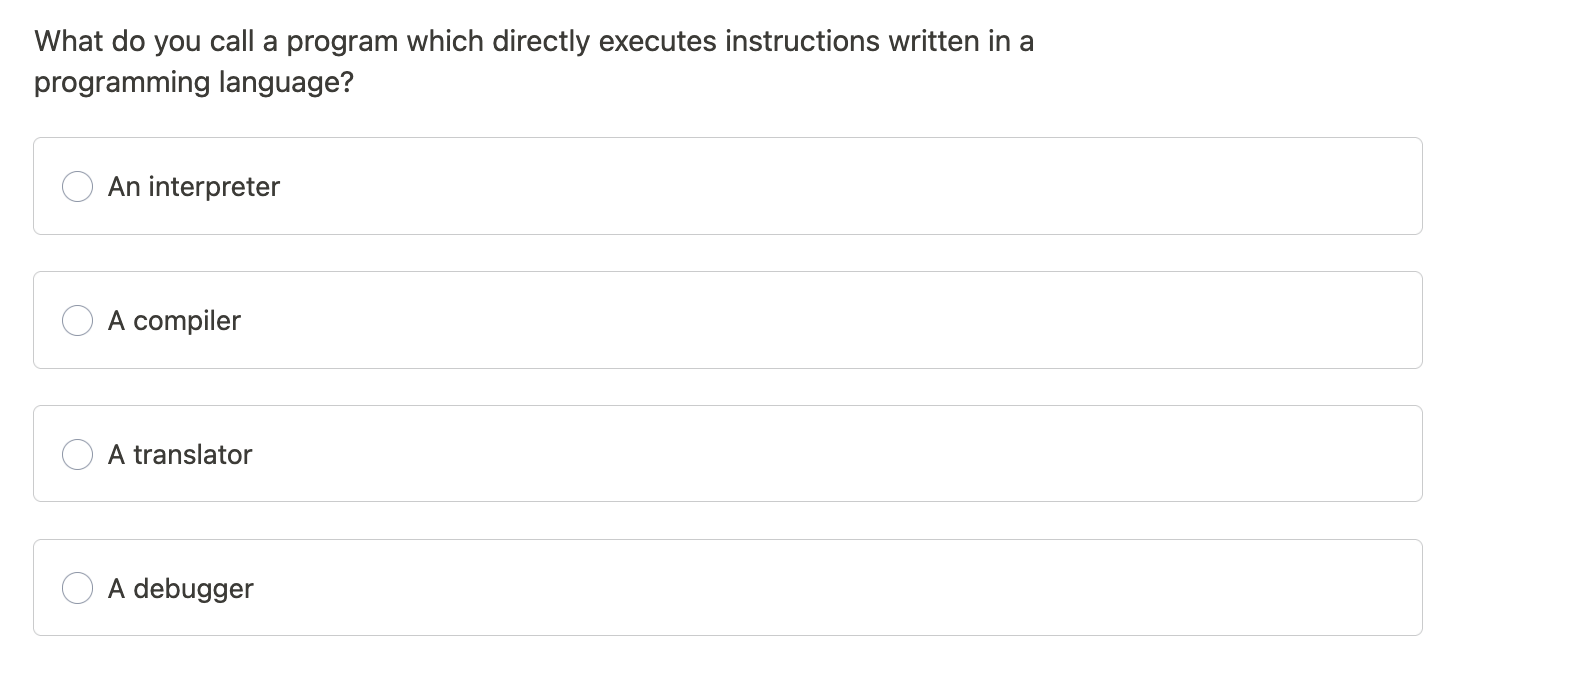 What do you call a program which directly executes instructions written in a
programming language?
An interpreter
A compiler
A translator
A debugger